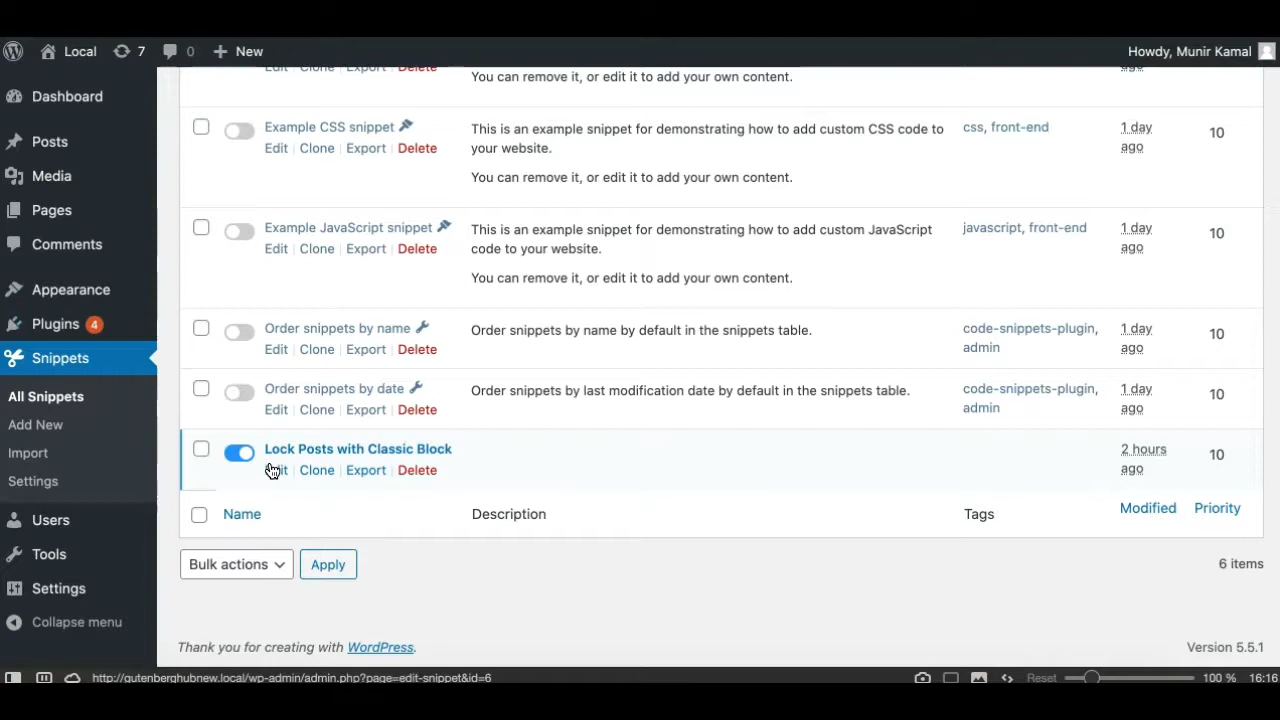 Local 7 0 New Howdy, Munir Kamal
Edit Clone Export Delete You can remove it, or edit it to add your own content. ago
Dashboard
Posts
Media
Pages
Comments
Appearance
Plugins 4
Snippets
All Snippets
Add New
Import
Settings
Users
Tools
Settings
Collapse menu
Example CSS snippet This is an example snippet for demonstrating how to add custom CSS code to css, front-end 1 day 10
Edit Clone Export Delete your website. ago
You can remove it, or edit it to add your own content.
Example JavaScript snippet This is an example snippet for demonstrating how to add custom JavaScript javascript, front-end 1 day 10
Edit Clone Export Delete code to your website. ago
You can remove it, or edit it to add your own content.
Order snippets by name Order snippets by name by default in the snippets table. code-snippets-plugin, 1 day 10
Edit Clone Export Delete admin ago
Order snippets by date Order snippets by last modification date by default in the snippets table. code-snippets-plugin, 1 day 10
Edit Clone Export Delete admin ago
Lock Posts with Classic Block 2 hours 10
Clone Export Delete ago
Name Description Tags Modified Priority
Bulk actions Apply 6 items
Thank you for creating with WordPress. Version 5.5.1
http://gutenberghubnew.local/wp-admin/admin.php?page=edit-snippet&id=6 Reset 100 % 16:16